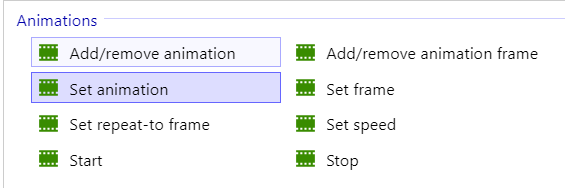 Animations
Add/remove animation
Add/remove animation frame
Set animation
Set frame
Set repeat-to frame
Set speed
Start
Stop